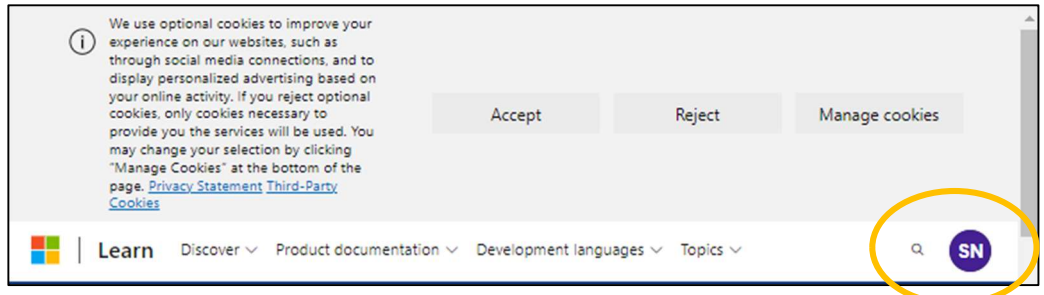 We use optional cookies to improve your
experience on our websites, such as
through social media connections, and to
display personalized advertising based on
your online activity. If you reject optional
cookies, only cookies necessary to
provide you the services will be used. You
may change your selection by clicking
"Manage Cookies" at the bottom of the
page. Privacy Statement Third-Party
Cookies
Accept Reject Manage cookies
Learn Discover Product documentation Development languages Topics SN